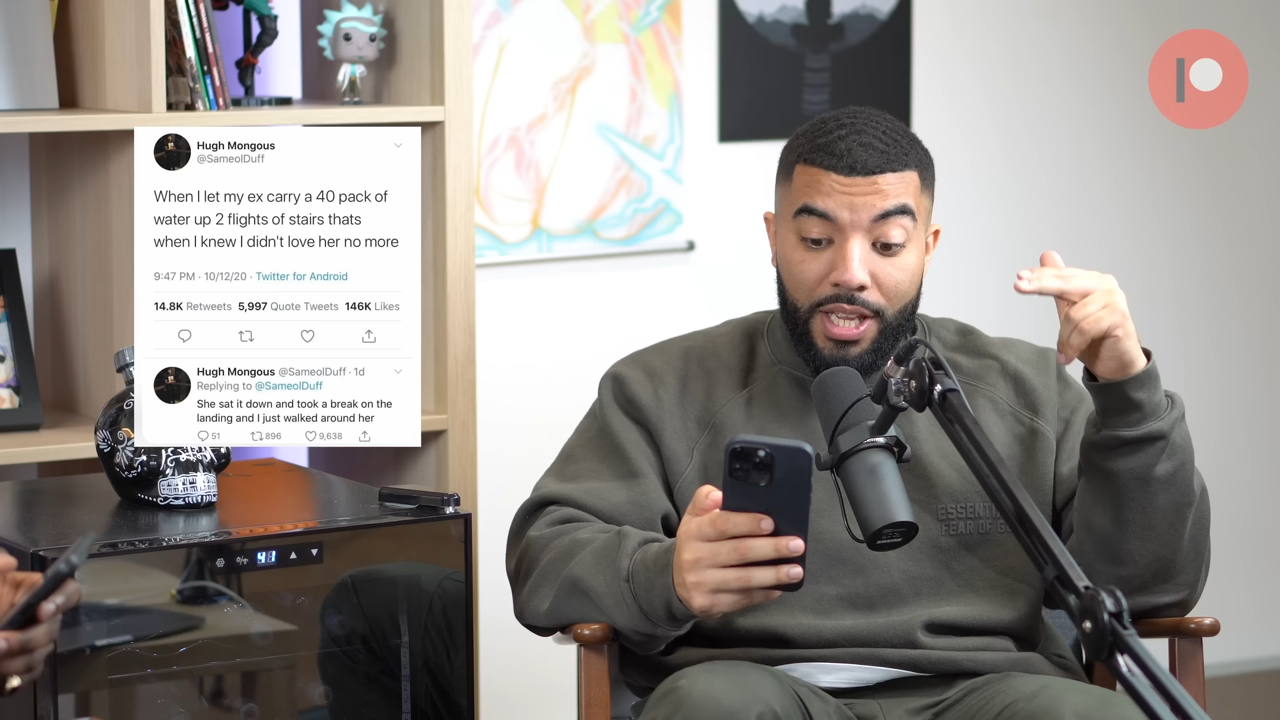 Hugh Mongous
@SameolDuff
When I let my ex carry a 40 pack of
water up 2 flights of stairs thats
when I knew I didn't love her no more
9:47 PM · 10/12/20 · Twitter for Android
14.8K Retweets 5,997 Quote Tweets 146K Likes
Hugh Mongous @SameolDuff · 1d
Replying to @SameolDuff
She sat it down and took a break on the
landing and I just walked around her
51 896 9,638
41
ESSENTI
FEAR OF G